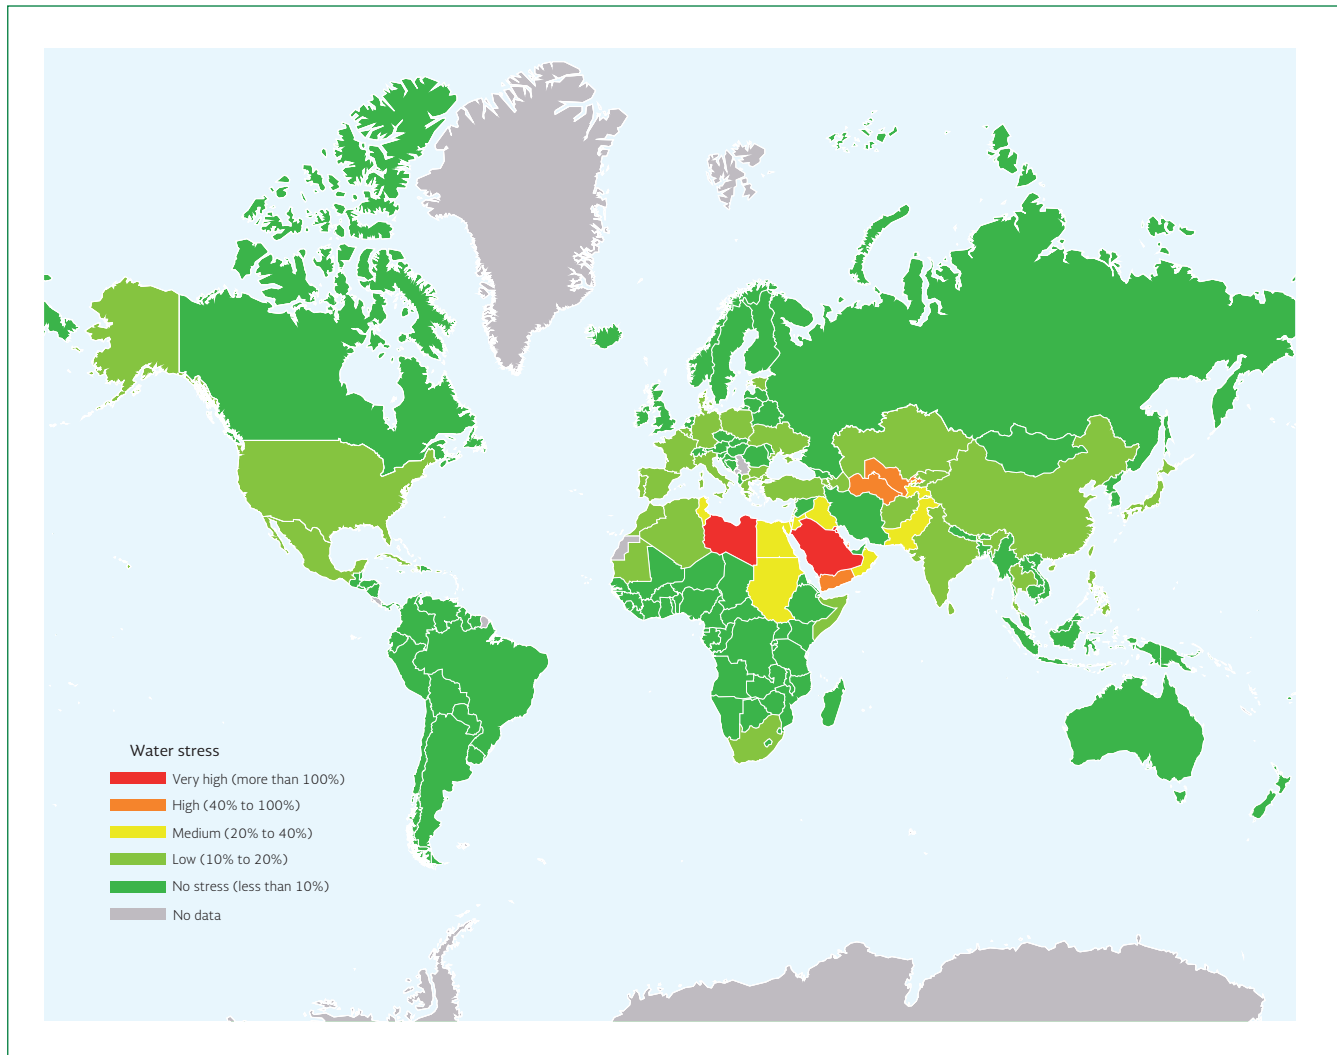 Water stress
Very high (more than 100%)
High (40% to 100%)
Medium (20% to 40%)
Low (10% to 20%)
No stress (less than 10%)
No data